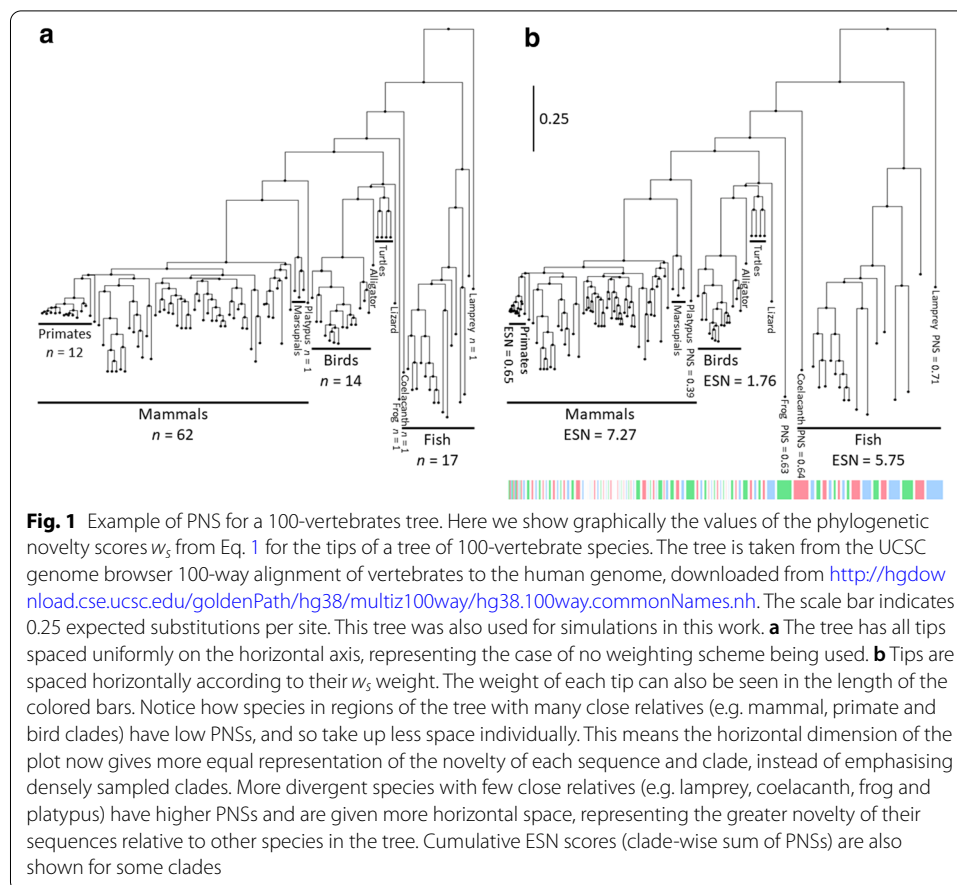 a
b
0.25
Primates
n = 12
Mammals
n = 62
Marsupials
Platypus n = 1
Birds
n = 14
Alligator
Turtles
Lizard
Frog n = 1
Coelacanth n = 1
Fish
n = 17
Lamprey n = 1
Primates
ESN = 0.65
Mammals
ESN = 7.27
Marsupials
Platypus PNS = 0.39
Birds
ESN = 1.76
Alligator
Turtles
Lizard
Frog PNS = 0.63
Coelacanth PNS = 0.64
Fish
ESN = 5.75
Lamprey PNS = 0.71
Fig. 1 Example of PNS for a 100-vertebrates tree. Here we show graphically the values of the phylogenetic
novelty scores wₛ from Eq. 1 for the tips of a tree of 100-vertebrate species. The tree is taken from the UCSC
genome browser 100-way alignment of vertebrates to the human genome, downloaded from http://hgdow
nload.cse.ucsc.edu/goldenPath/hg38/multiz100way/hg38.100way.commonNames.nh. The scale bar indicates
0.25 expected substitutions per site. This tree was also used for simulations in this work. a The tree has all tips
spaced uniformly on the horizontal axis, representing the case of no weighting scheme being used. b Tips are
spaced horizontally according to their wₛ weight. The weight of each tip can also be seen in the length of the
colored bars. Notice how species in regions of the tree with many close relatives (e.g. mammal, primate and
bird clades) have low PNSs, and so take up less space individually. This means the horizontal dimension of the
plot now gives more equal representation of the novelty of each sequence and clade, instead of emphasising
densely sampled clades. More divergent species with few close relatives (e.g. lamprey, coelacanth, frog and
platypus) have higher PNSs and are given more horizontal space, representing the greater novelty of their
sequences relative to other species in the tree. Cumulative ESN scores (clade-wise sum of PNSs) are also
shown for some clades